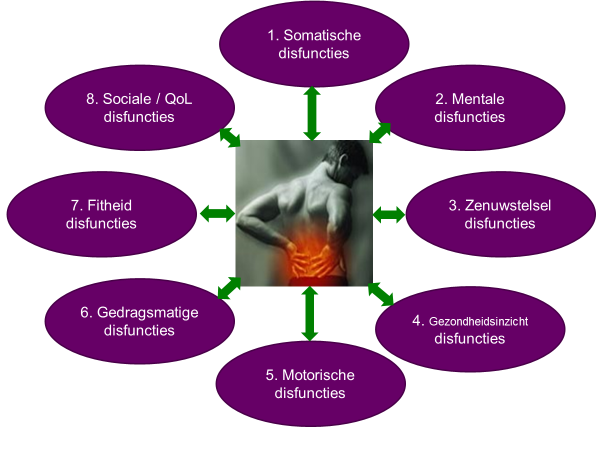 1. Somatische
disfuncties
2. Mentale
disfuncties
3. Zenuwstelsel
disfuncties
4. Gezondheidsinzicht
disfuncties
5. Motorische
disfuncties
6. Gedragsmatige
disfuncties
7. Fitheid
disfuncties
8. Sociale / QoL
disfuncties